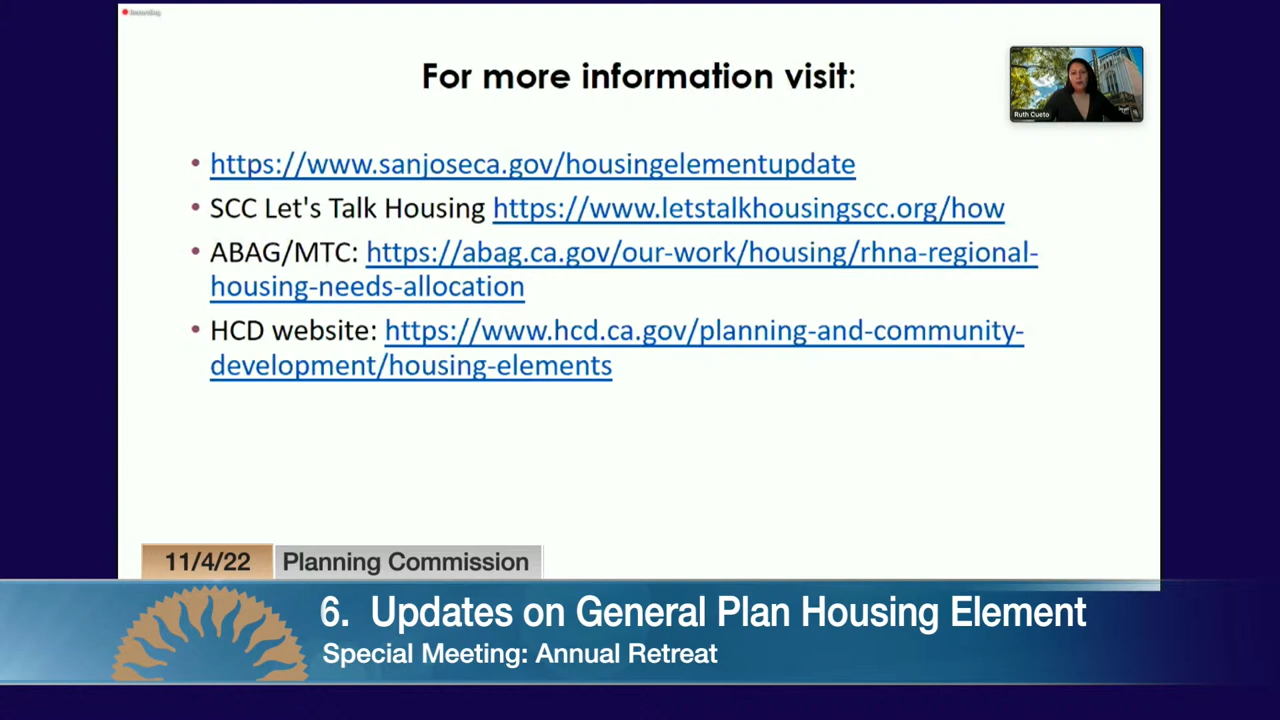 Recording
For more information visit:
Ruth Cueto
• https://www.sanjoseca.gov/housingelementupdate
• SCC Let's Talk Housing https://www.letstalkhousingscc.org/how
• ABAG/MTC: https://abag.ca.gov/our-work/housing/rhna-regional-
housing-needs-allocation
• HCD website: https://www.hcd.ca.gov/planning-and-community-
development/housing-elements
11/4/22 Planning Commission
6. Updates on General Plan Housing Element
Special Meeting: Annual Retreat